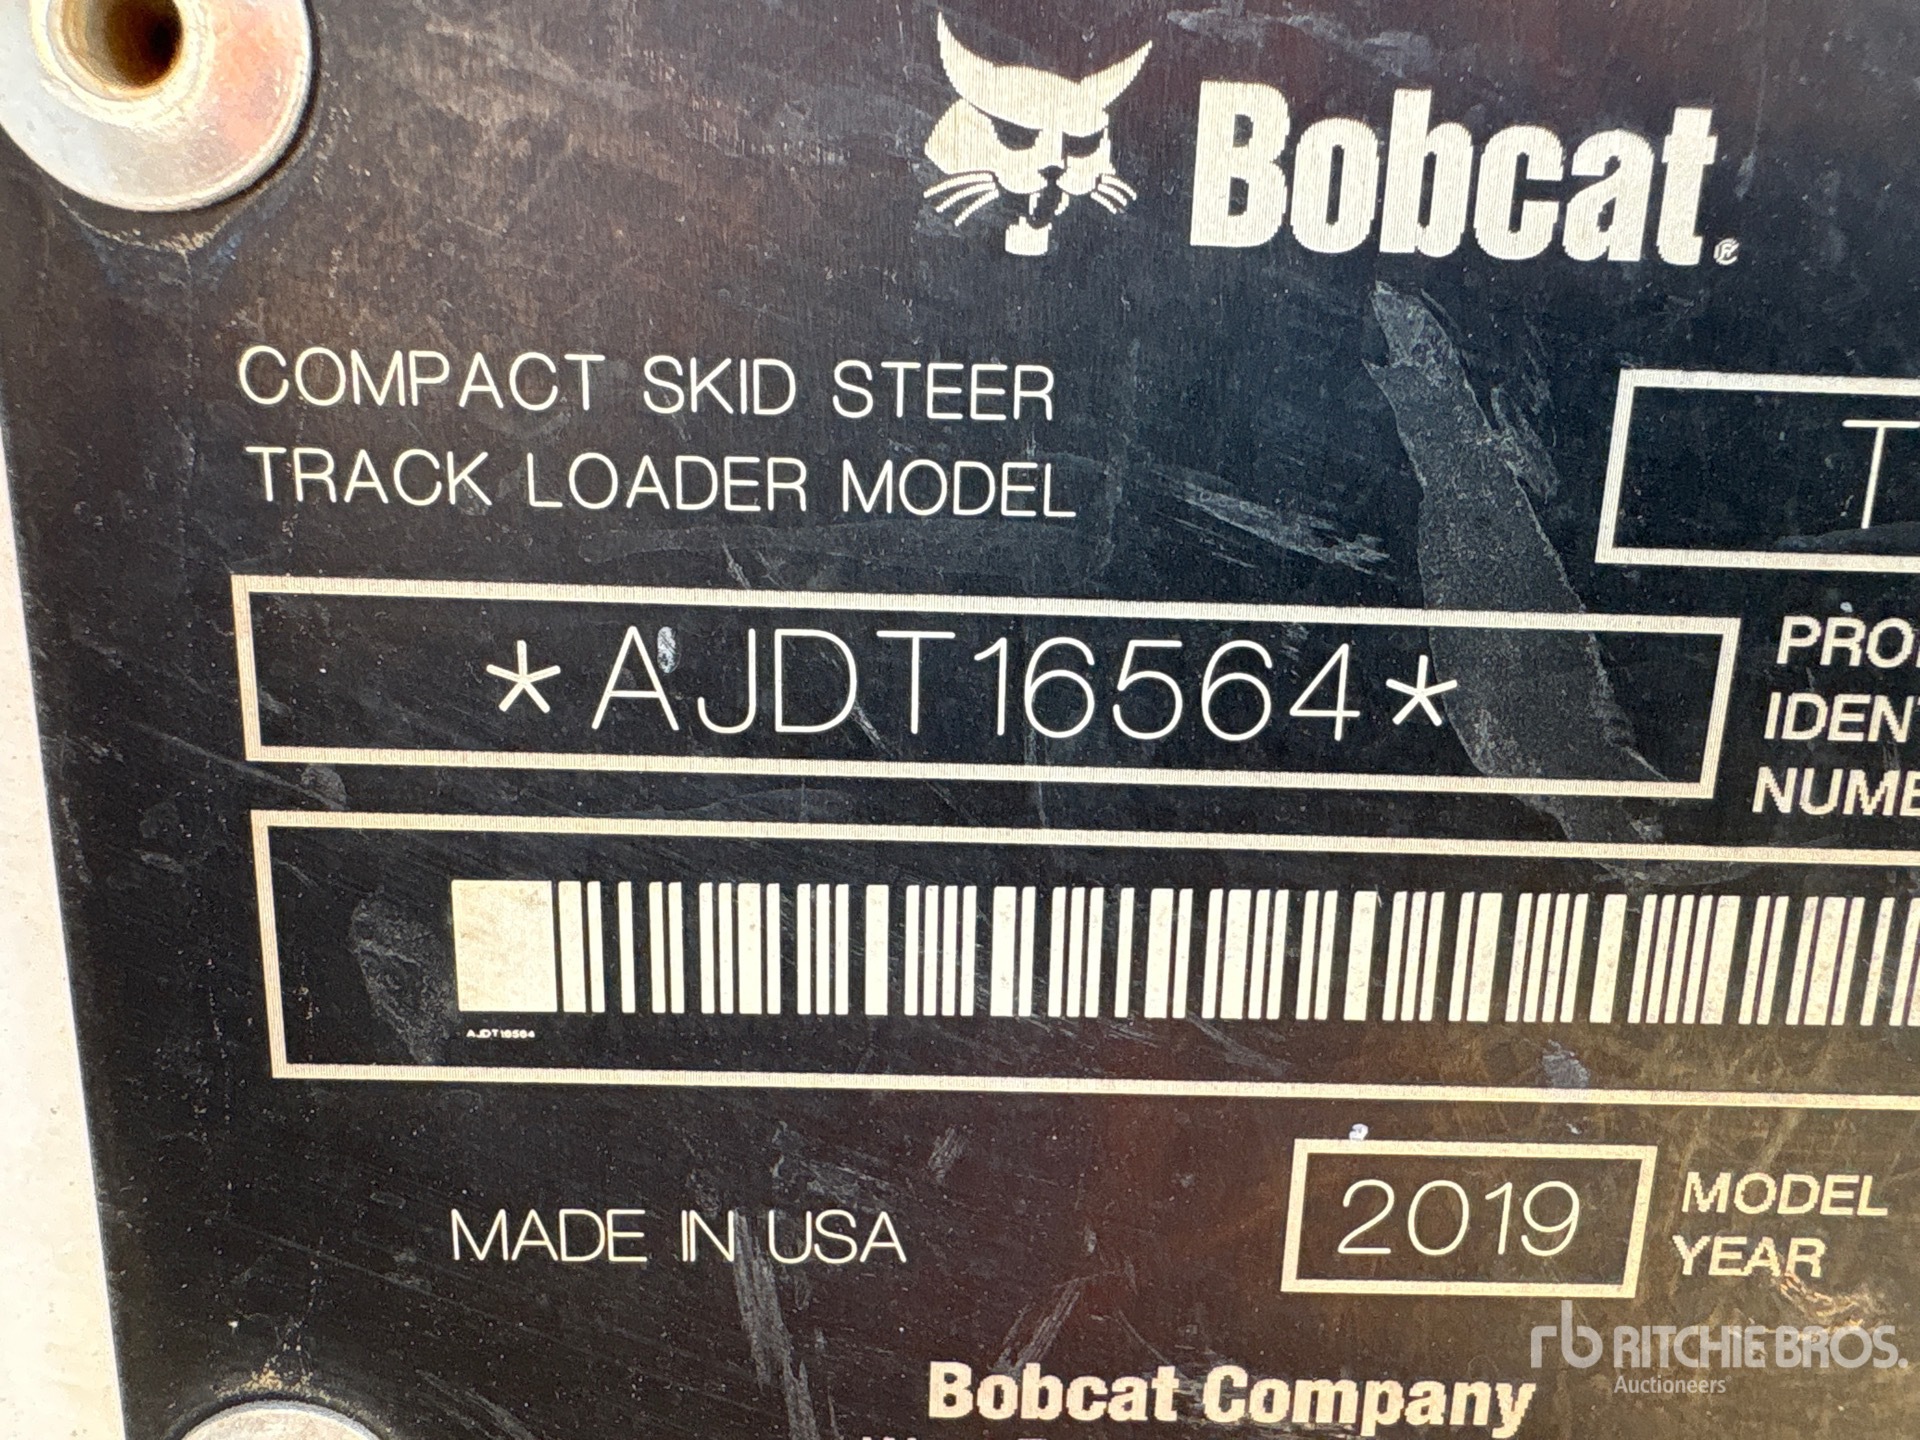 Bobcat®
COMPACT SKID STEER
TRACK LOADER MODEL
T
*AJDT16564*
AJDT16564
MADE IN USA
2019
MODEL
YEAR
Bobcat Company
rb RITCHIE BROS.
Auctioneers